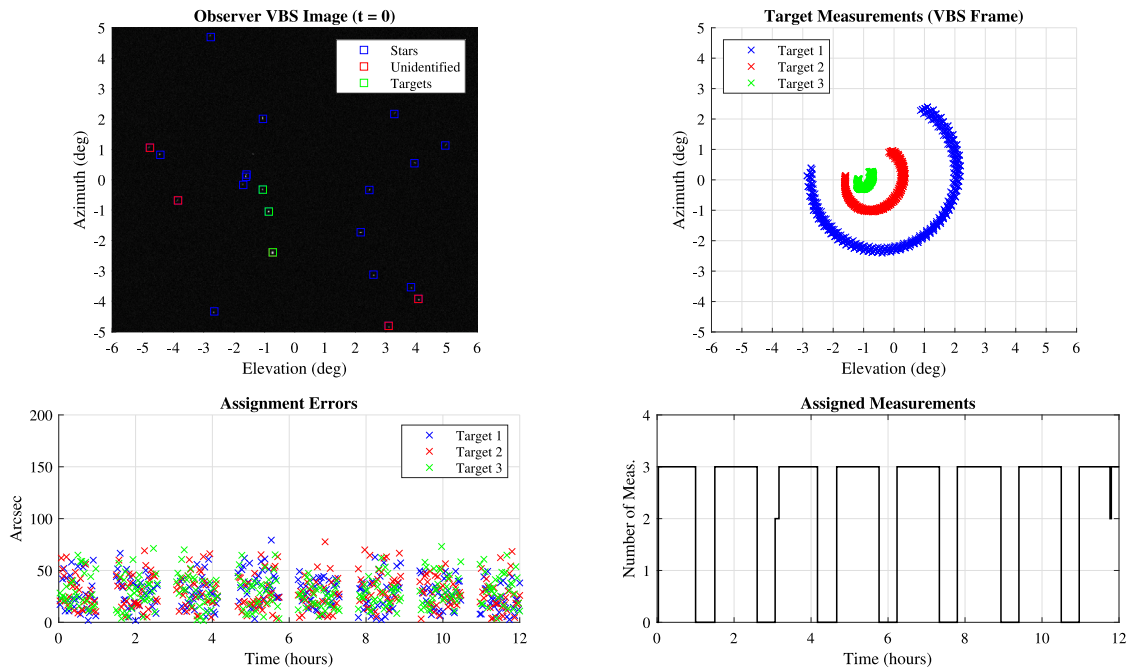 Observer VBS Image (t = 0)
5
4
3
2
1
0
-1
-2
-3
-4
-5
Azimuth (deg)
Stars
Unidentified
Targets
-6 -5 -4 -3 -2 -1 0 1 2 3 4 5 6
Elevation (deg)
Target Measurements (VBS Frame)
5
4
3
2
1
0
-1
-2
-3
-4
-5
Azimuth (deg)
Target 1
Target 2
Target 3
-6 -5 -4 -3 -2 -1 0 1 2 3 4 5 6
Elevation (deg)
Assignment Errors
200
150
100
50
0
Arcsec
Target 1
Target 2
Target 3
0 2 4 6 8 10 12
Time (hours)
Assigned Measurements
4
3
2
1
0
Number of Meas.
0 2 4 6 8 10 12
Time (hours)